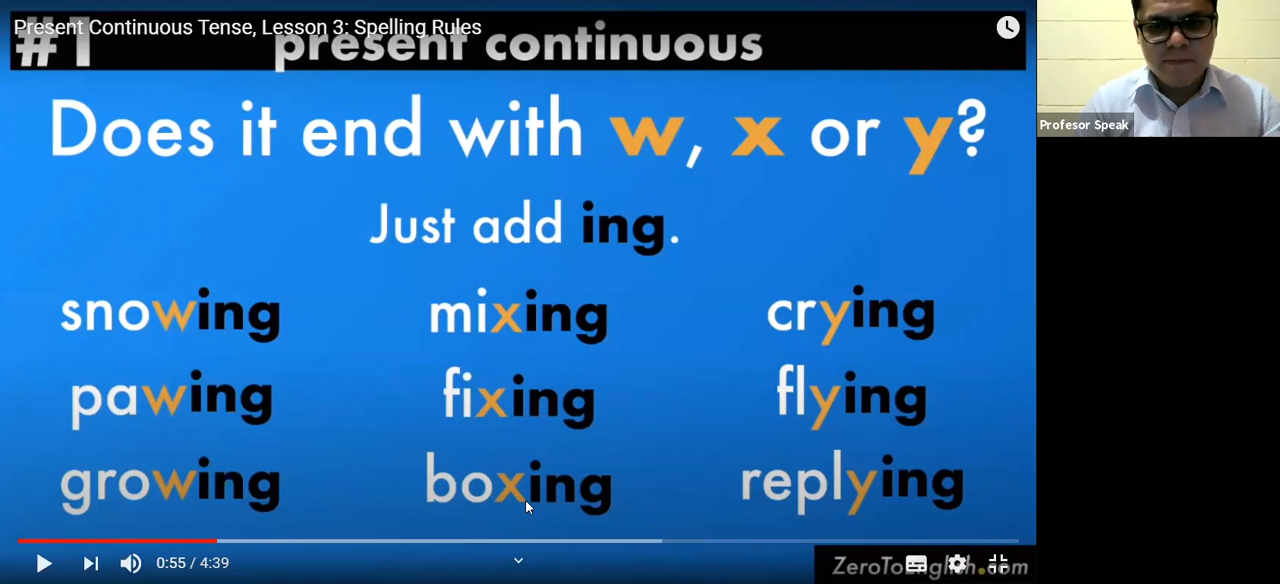 Present Continuous Tense, Lesson 3: Spelling Rules
#1 present continuous
Profesor Speak
Does it end with w, x or y?
Just add ing.
snowing mixing crying
pawing fixing flying
growing boxing replying
0:55 / 4:39
ZeroToEnglish.com